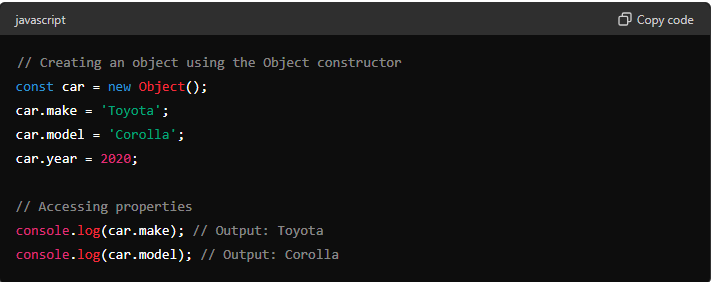 javascript
Copy code
// Creating an object using the Object constructor
const car = new Object();
car.make = 'Toyota';
car.model = 'Corolla';
car.year = 2020;
// Accessing properties
console.log(car.make); // Output: Toyota
console.log(car.model); // Output: Corolla